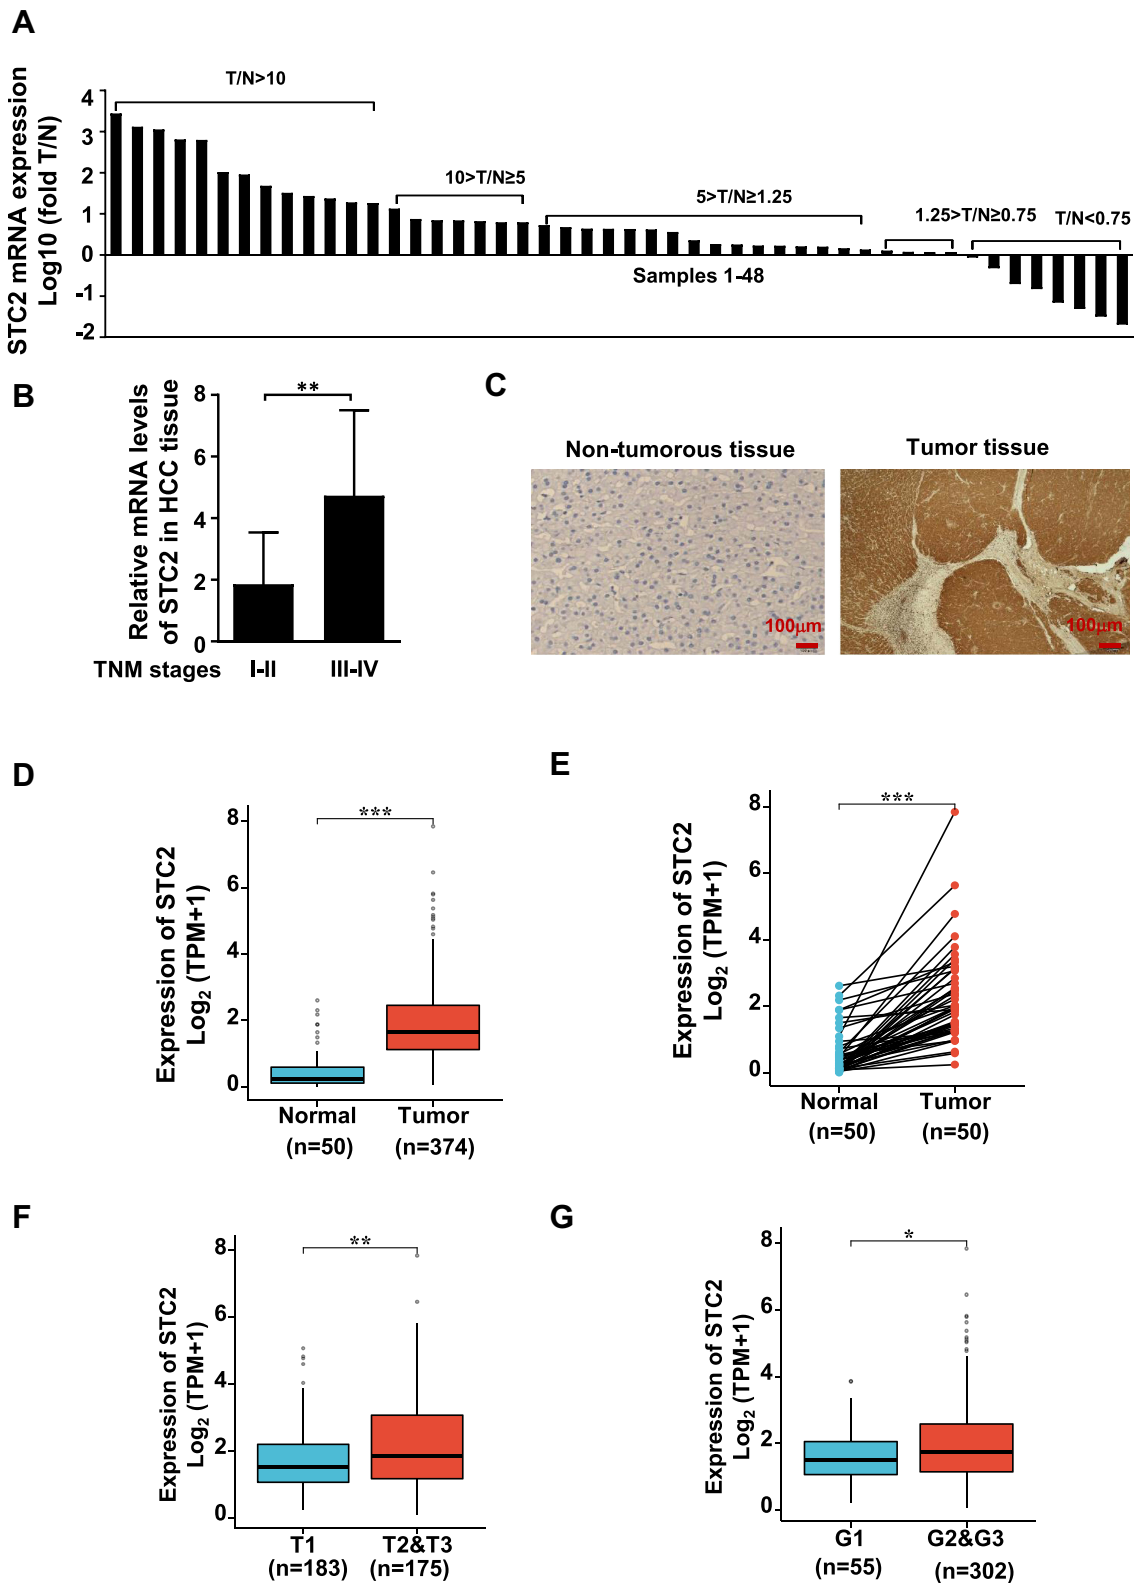 A
STC2 mRNA expression
Log10 (fold T/N)
4
3
2
1
0
-1
-2
T/N>10
10>T/N≥5
5>T/N≥1.25
1.25>T/N≥0.75
T/N<0.75
Samples 1-48
B
Relative mRNA levels
of STC2 in HCC tissue
8
6
4
2
0
**
TNM stages
I-II
III-IV
C
Non-tumorous tissue
Tumor tissue
100μm
100μm
D
Expression of STC2
Log₂ (TPM+1)
8
6
4
2
0
***
Normal
Tumor
(n=50)
(n=374)
E
Expression of STC2
Log₂ (TPM+1)
8
6
4
2
0
***
Normal
Tumor
(n=50)
(n=50)
F
Expression of STC2
Log₂ (TPM+1)
8
6
4
2
0
**
T1
T2&T3
(n=183)
(n=175)
G
Expression of STC2
Log₂ (TPM+1)
8
6
4
2
0
*
G1
G2&G3
(n=55)
(n=302)